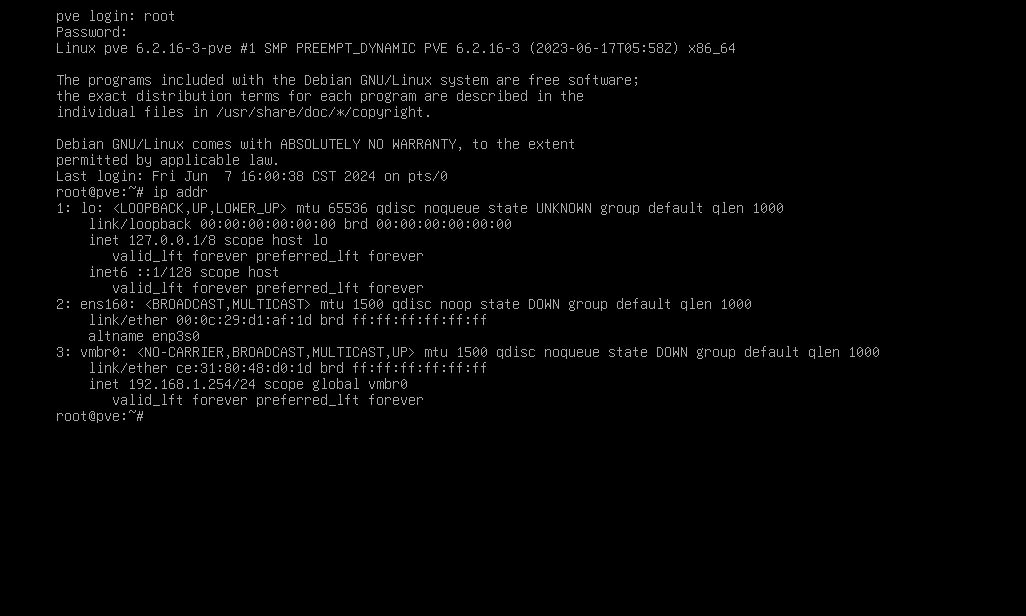 pve login: root
Password:
Linux pve 6.2.16-3-pve #1 SMP PREEMPT_DYNAMIC PVE 6.2.16-3 (2023-06-17T05:58Z) x86_64
The programs included with the Debian GNU/Linux system are free software;
the exact distribution terms for each program are described in the
individual files in /usr/share/doc/*/copyright.
Debian GNU/Linux comes with ABSOLUTELY NO WARRANTY, to the extent
permitted by applicable law.
Last login: Fri Jun  7 16:00:38 CST 2024 on pts/0
root@pve:~# ip addr
1: lo: <LOOPBACK,UP,LOWER_UP> mtu 65536 qdisc noqueue state UNKNOWN group default qlen 1000
    link/loopback 00:00:00:00:00:00 brd 00:00:00:00:00:00
    inet 127.0.0.1/8 scope host lo
       valid_lft forever preferred_lft forever
    inet6 ::1/128 scope host
       valid_lft forever preferred_lft forever
2: ens160: <BROADCAST,MULTICAST> mtu 1500 qdisc noop state DOWN group default qlen 1000
    link/ether 00:0c:29:d1:af:1d brd ff:ff:ff:ff:ff:ff
    altname enp3s0
3: vmbr0: <NO-CARRIER,BROADCAST,MULTICAST,UP> mtu 1500 qdisc noqueue state DOWN group default qlen 1000
    link/ether ce:31:80:48:d0:1d brd ff:ff:ff:ff:ff:ff
    inet 192.168.1.254/24 scope global vmbr0
       valid_lft forever preferred_lft forever
root@pve:~#